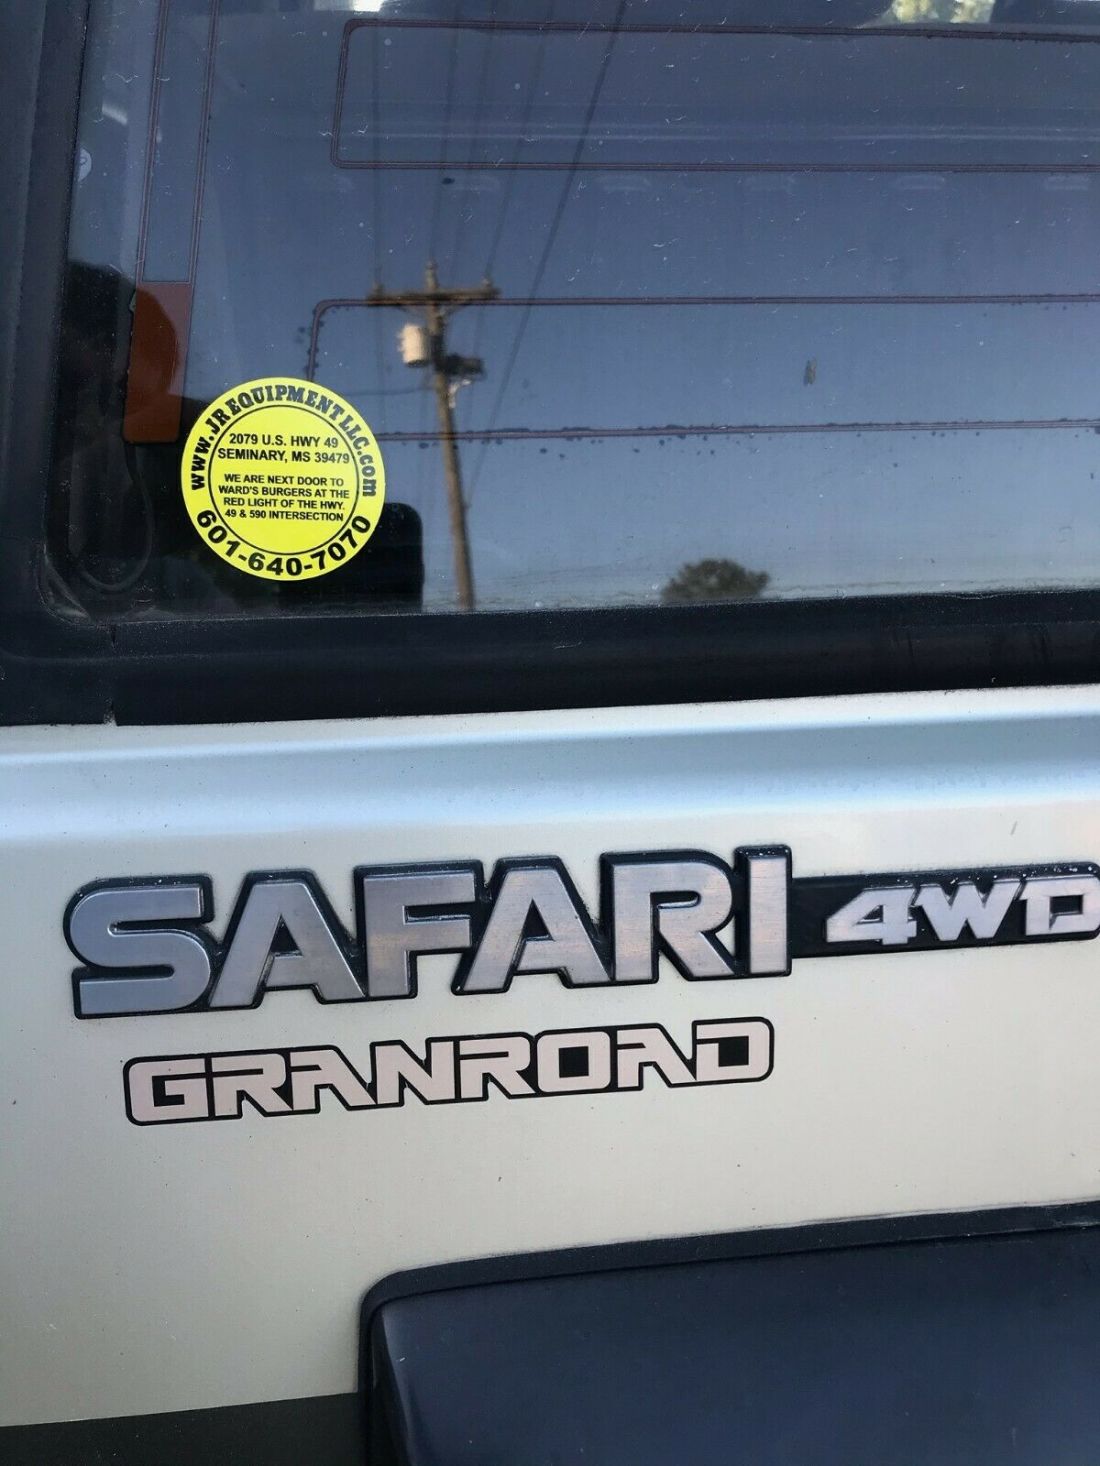 www.JREQUIPMENTLLC.com
2079 U.S. HWY 49
SEMINARY, MS 39479
WE ARE NEXT DOOR TO
WARD'S BURGERS AT THE
RED LIGHT OF THE HWY.
49 & 590 INTERSECTION
601-640-7070
SAFARI 4WD
GRANROAD